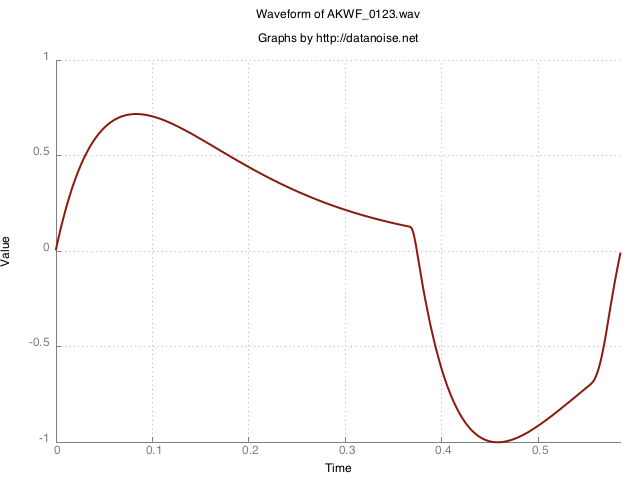 Waveform of AKWF_0123.wav
Graphs by http://datanoise.net
1
0.5
0
-0.5
-1
Value
0 0.1 0.2 0.3 0.4 0.5
Time